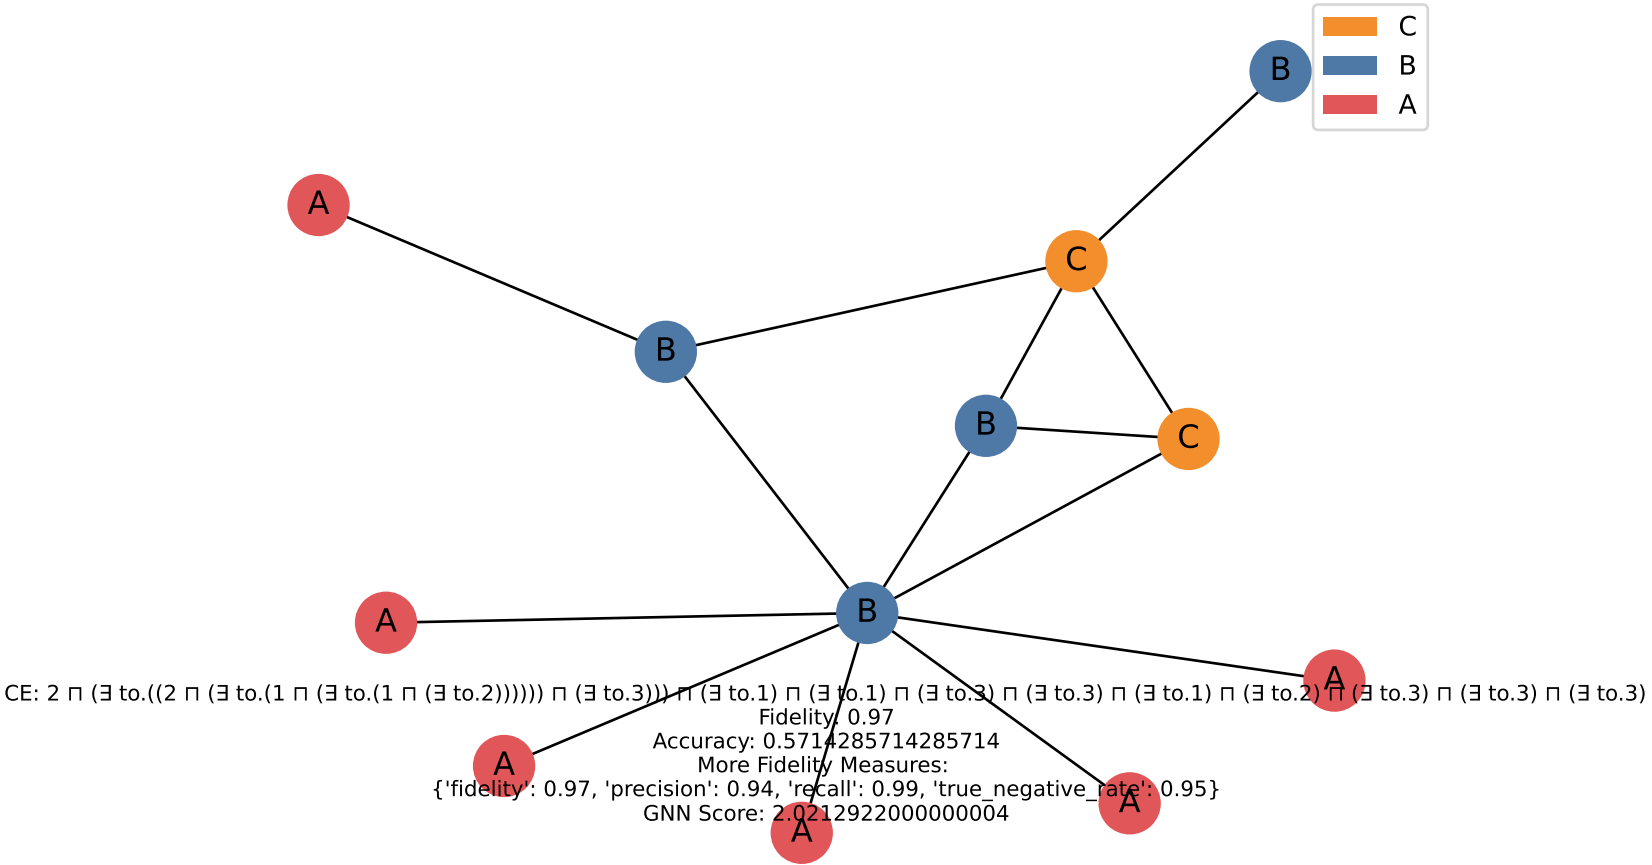 C
B
B
A
A
C
B
B
C
B
A
A
CE: 2 ⊓ (∃ to.((2 ⊓ (∃ to.(1 ⊓ (∃ to.(1 ⊓ (∃ to.2)))))) ⊓ (∃ to.3))) ⊓ (∃ to.1) ⊓ (∃ to.1) ⊓ (∃ to.3) ⊓ (∃ to.3) ⊓ (∃ to.1) ⊓ (∃ to.2) ⊓ (∃ to.3) ⊓ (∃ to.3) ⊓ (∃ to.3)
Fidelity: 0.97
Accuracy: 0.5714285714285714
More Fidelity Measures:
A
{'fidelity': 0.97, 'precision': 0.94, 'recall': 0.99, 'true_negative_rate': 0.95}
A
GNN Score: 2.0212922000000004
A